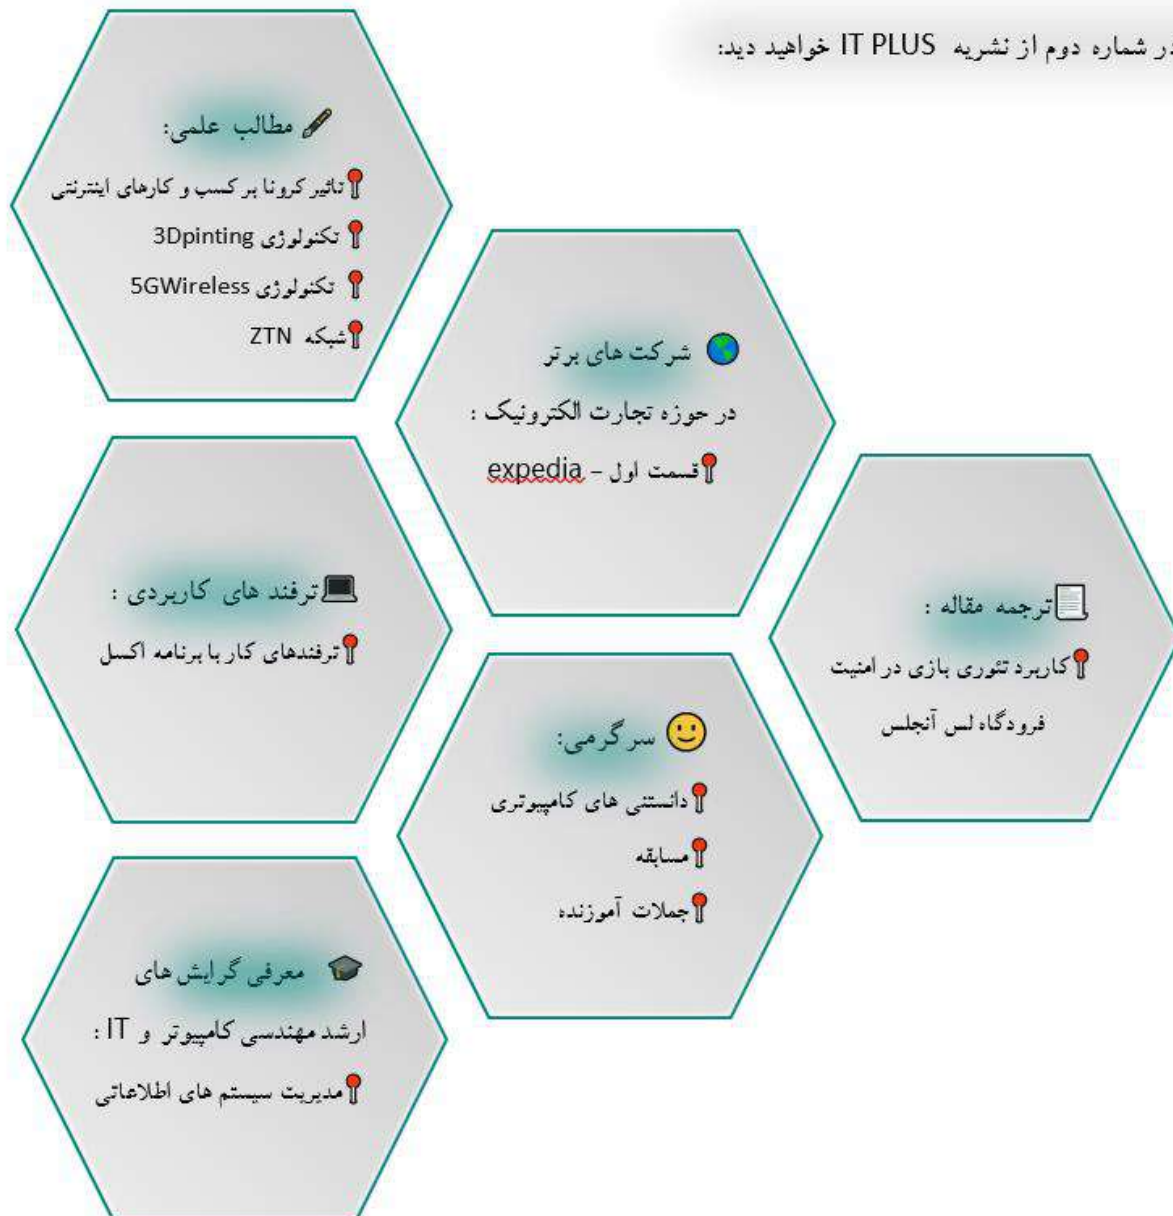 در شماره دوم از نشریه IT PLUS خواهید دید:
مطالب علمی:
تاثیر کرونا بر کسب و کارهای اینترنتی
تکنولوژی 3Dpinting
تکنولوژی 5GWireless
شبکه ZTN
شرکت های برتر
در حوزه تجارت الکترونیک :
قسمت اول – expedia
ترفند های کاربردی :
ترفندهای کار با برنامه اکسل
ترجمه مقاله :
کاربرد تئوری بازی در امنیت
فرودگاه لس آنجلس
سرگرمی:
دانستنی های کامپیوتری
مسابقه
جملات آموزنده
معرفی گرایش های
ارشد مهندسی کامپیوتر و IT :
مدیریت سیستم های اطلاعاتی